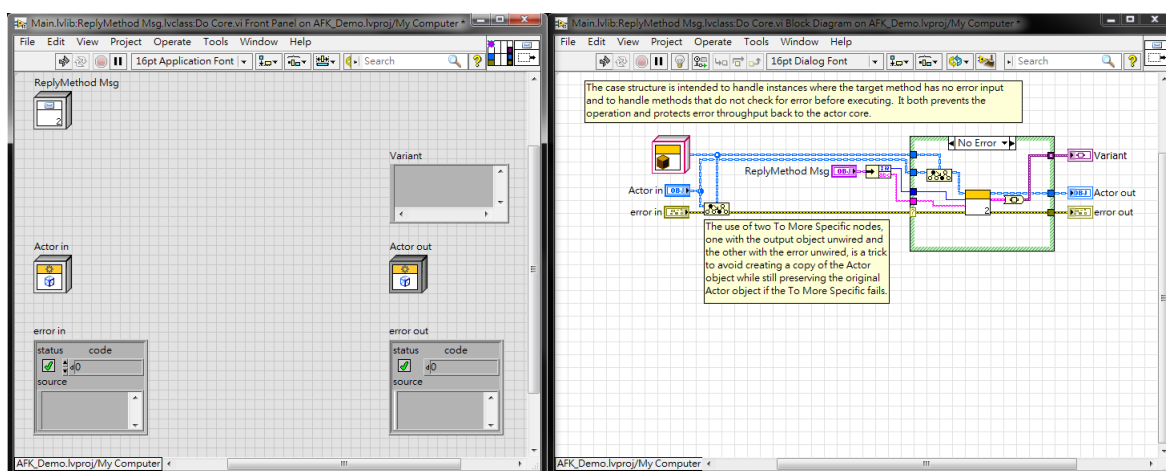 Main.lvlib:ReplyMethod Msg.lvclass:Do Core.vi Front Panel on AFK_Demo.lvproj/My Computer *
File Edit View Project Operate Tools Window Help
16pt Application Font
Search
ReplyMethod Msg
2
Variant
Actor in
Actor out
error in
error out
status code
d0
source
status code
d0
source
AFK_Demo.lvproj/My Computer
Main.lvlib:ReplyMethod Msg.lvclass:Do Core.vi Block Diagram on AFK_Demo.lvproj/My Computer *
File Edit View Project Operate Tools Window Help
16pt Dialog Font
Search
The case structure is intended to handle instances where the target method has no error input
and to handle methods that do not check for error before executing. It both prevents the
operation and protects error throughput back to the actor core.
No Error
Variant
ReplyMethod Msg
OBJ
abc
Actor in
OBJ
OBJ
Actor out
error in
?
2
error out
The use of two To More Specific nodes,
one with the output object unwired and
the other with the error unwired, is a trick
to avoid creating a copy of the Actor
object while still preserving the original
Actor object if the To More Specific fails.
AFK_Demo.lvproj/My Computer